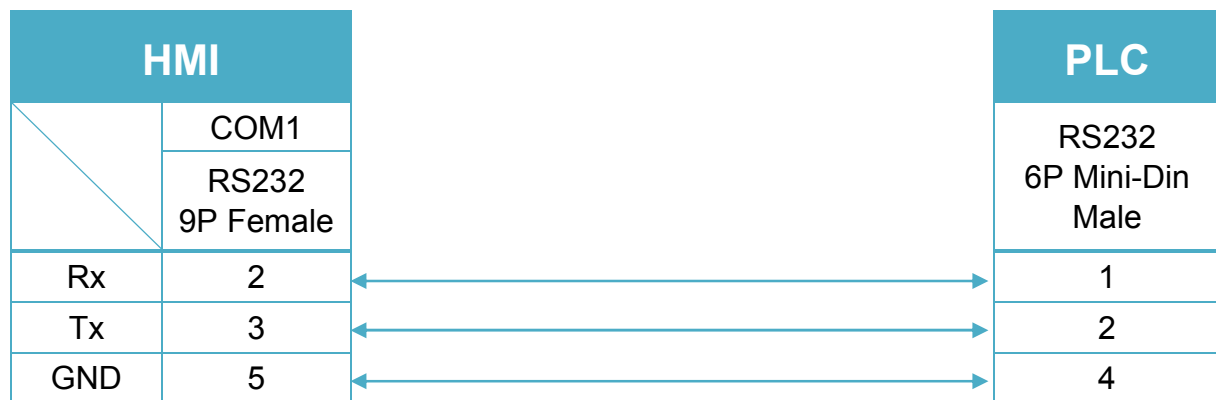 HMI
PLC
COM1
RS232
9P Female
RS232
6P Mini-Din
Male
Rx 2 1
Tx 3 2
GND 5 4